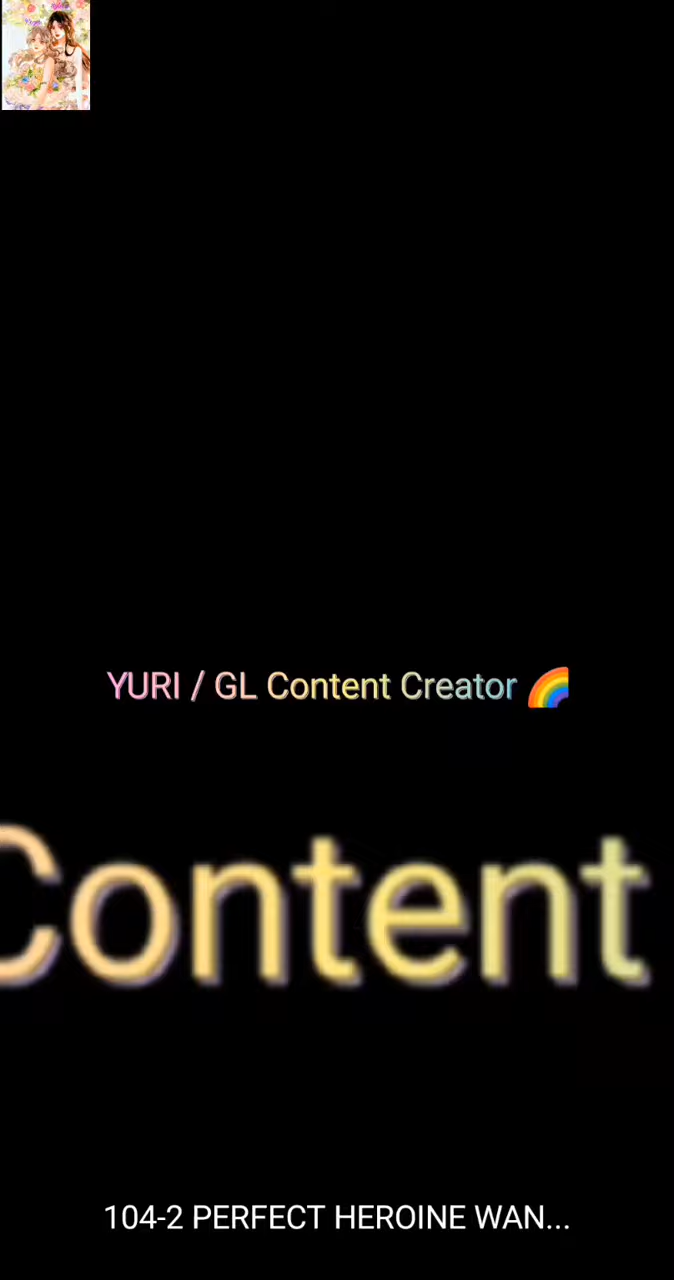 YURI / GL Content Creator 🌈
Content
104-2 PERFECT HEROINE WAN...